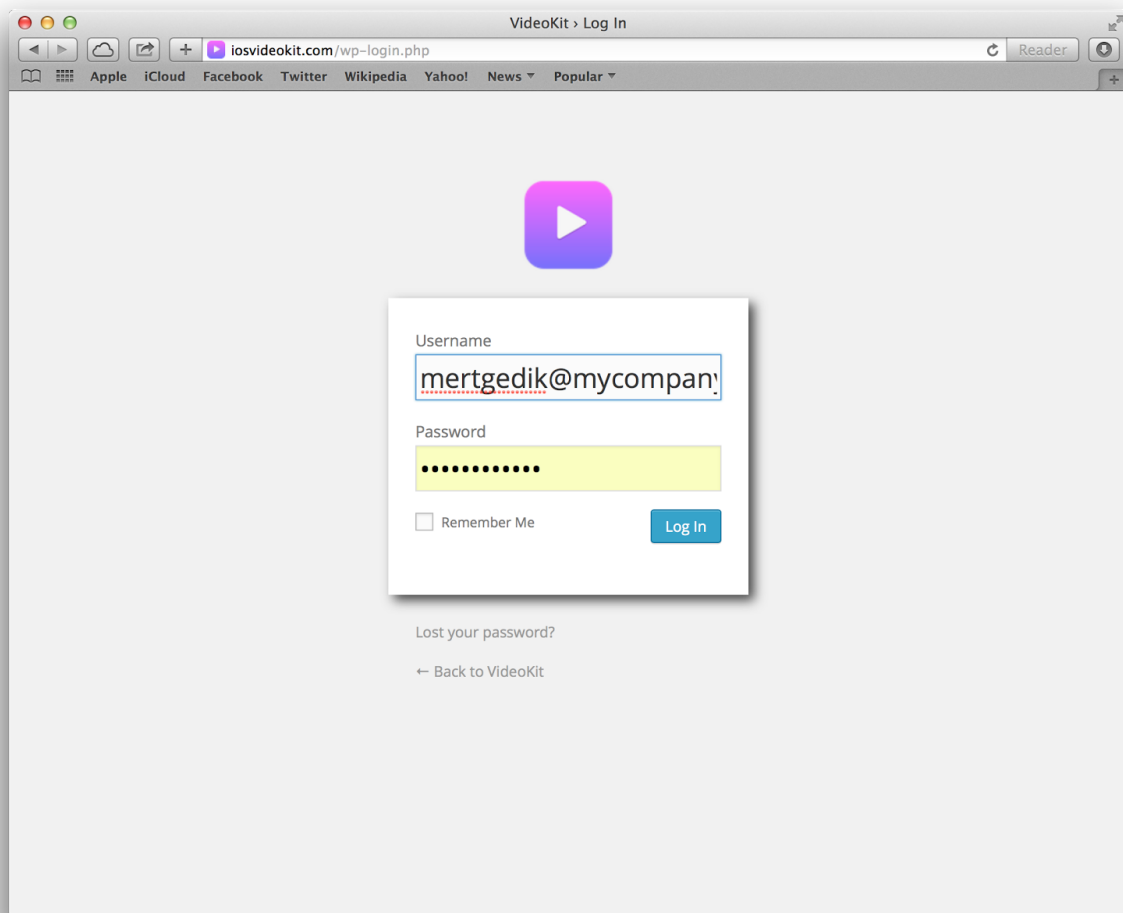 VideoKit › Log In
iosvideokit.com/wp-login.php
Reader
Apple iCloud Facebook Twitter Wikipedia Yahoo! News Popular
Username
mertgedik@mycompany
Password
••••••••••••
Remember Me
Log In
Lost your password?
← Back to VideoKit